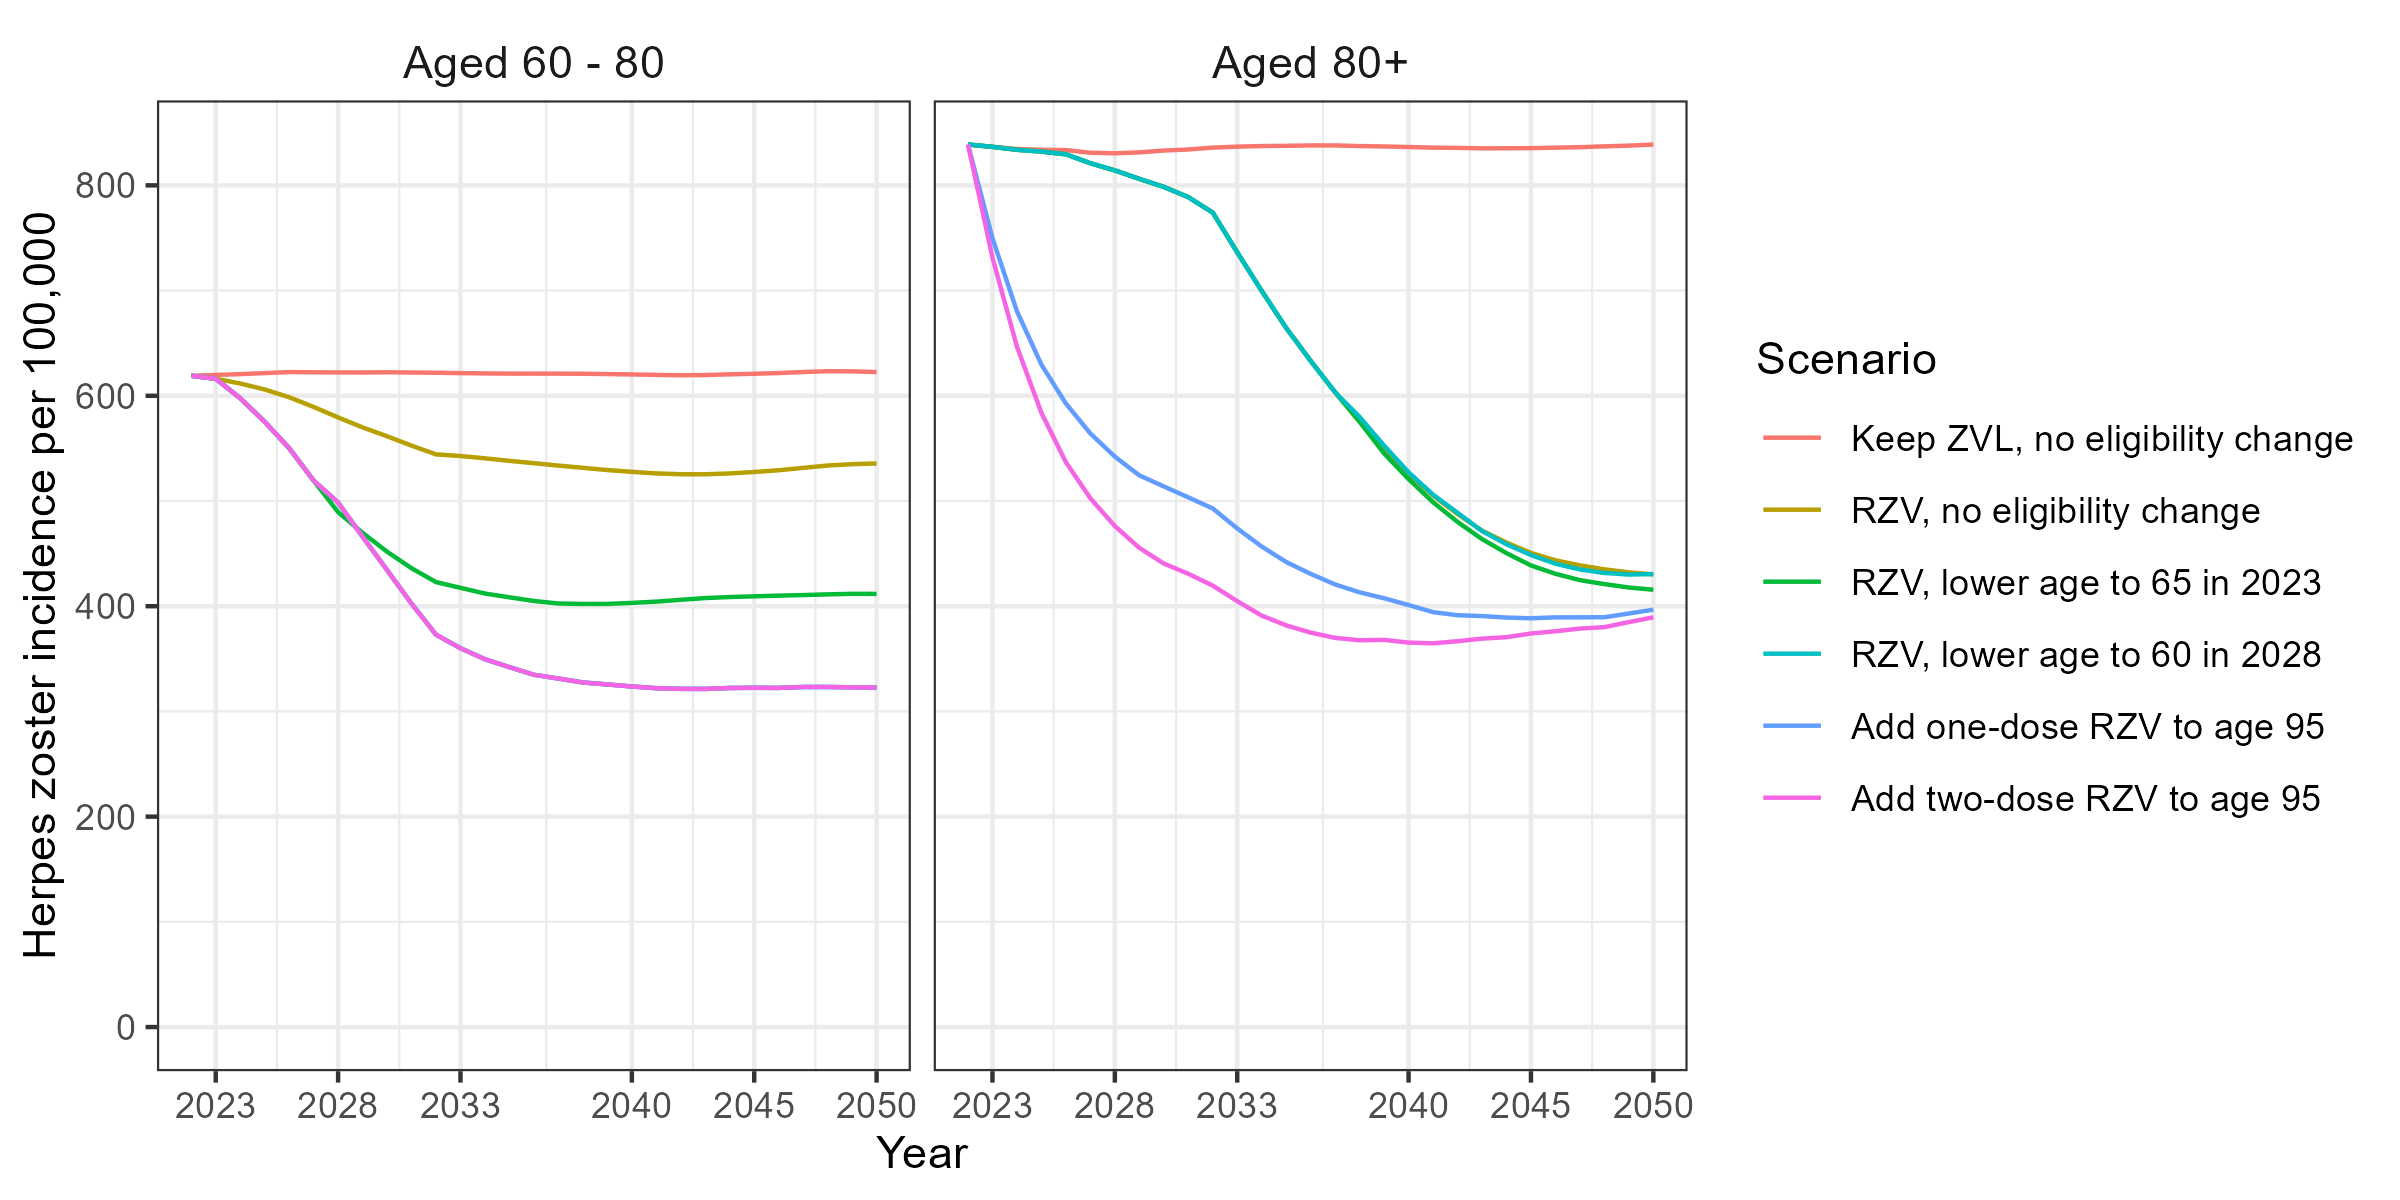 Aged 60 - 80
Aged 80+
Herpes zoster incidence per 100,000
800
600
400
200
0
2023 2028 2033 2040 2045 2050
2023 2028 2033 2040 2045 2050
Year
Scenario
Keep ZVL, no eligibility change
RZV, no eligibility change
RZV, lower age to 65 in 2023
RZV, lower age to 60 in 2028
Add one-dose RZV to age 95
Add two-dose RZV to age 95